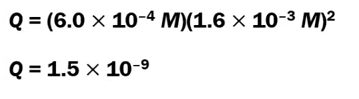 Q = (6.0 × 10⁻⁴ M)(1.6 × 10⁻³ M)²
Q = 1.5 × 10⁻⁹